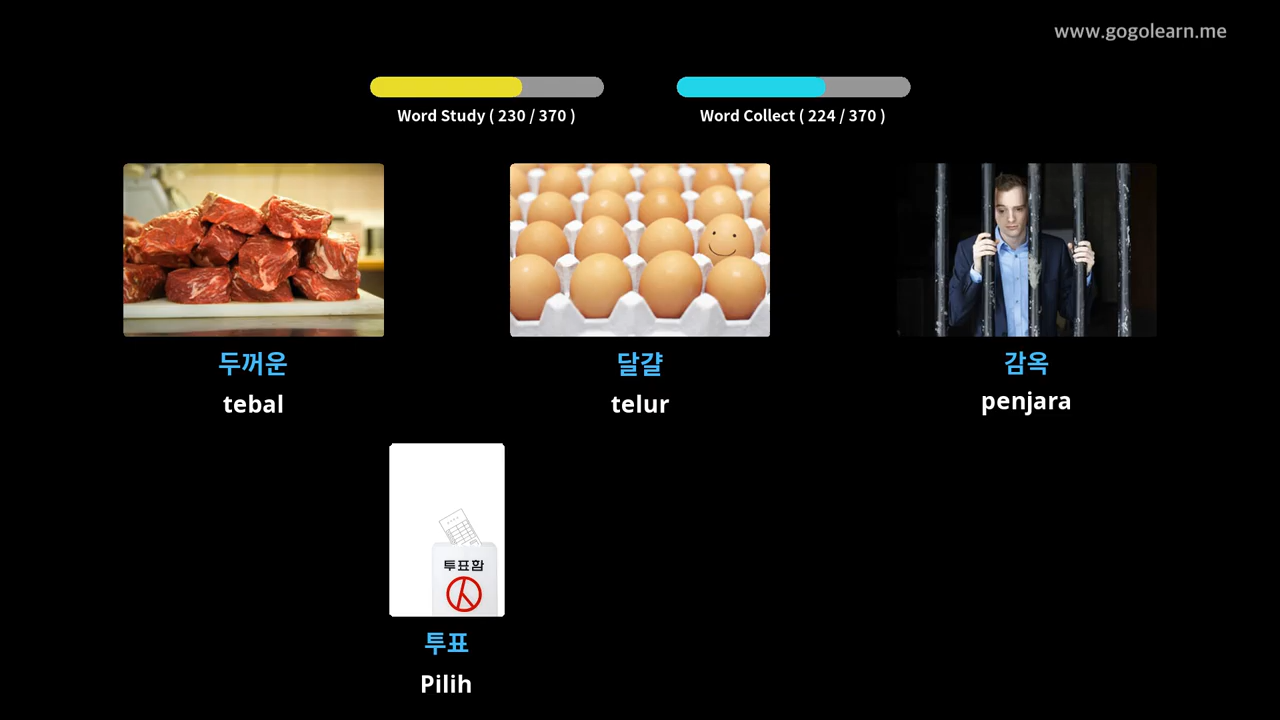 www.gogolearn.me
Word Study ( 230 / 370 )
Word Collect ( 224 / 370 )
두꺼운
tebal
달걀
telur
감옥
penjara
투표함
투표
Pilih